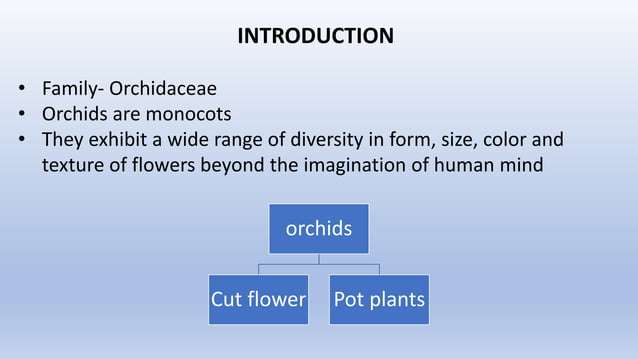 INTRODUCTION
• Family- Orchidaceae
• Orchids are monocots
• They exhibit a wide range of diversity in form, size, color and
texture of flowers beyond the imagination of human mind
orchids
Cut flower
Pot plants